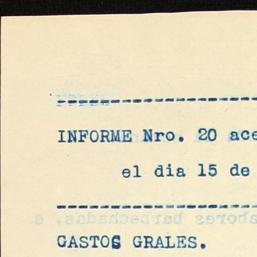 INFORME Nro. 20 ace
el dia 15 de
GASTOS GRALES.